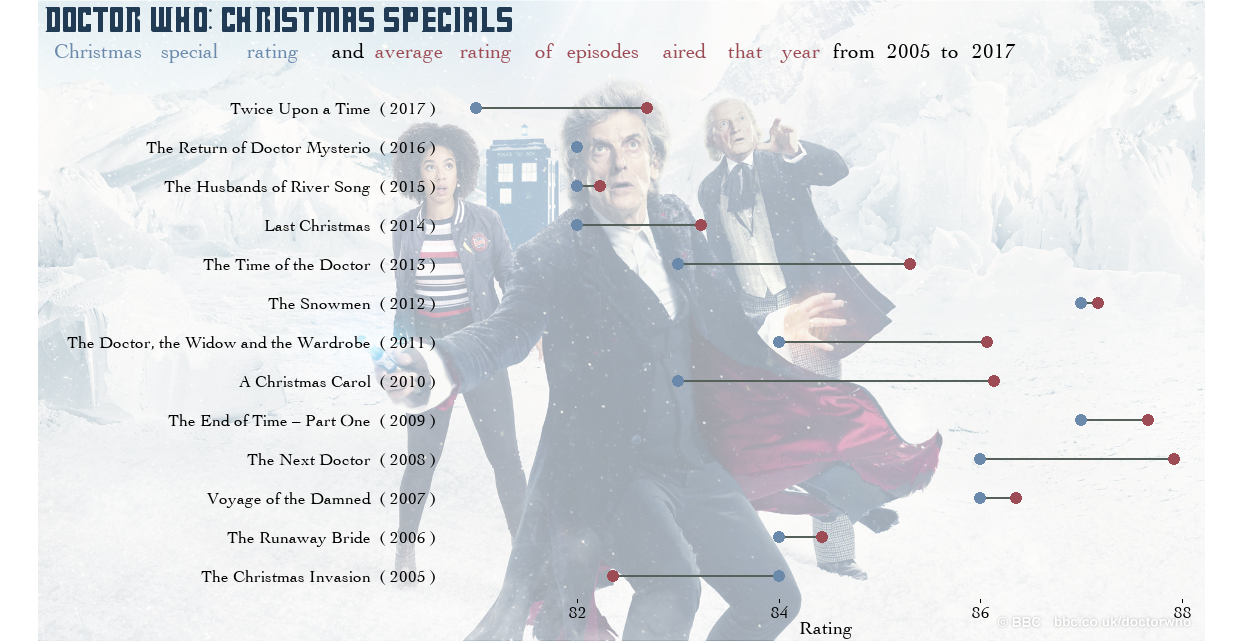 DOCTOR WHO: CHRISTMAS SPECIALS
Christmas special rating and average rating of episodes aired that year from 2005 to 2017
Twice Upon a Time ( 2017 )
The Return of Doctor Mysterio ( 2016 )
The Husbands of River Song ( 2015 )
Last Christmas ( 2014 )
The Time of the Doctor ( 2013 )
The Snowmen ( 2012 )
The Doctor, the Widow and the Wardrobe ( 2011 )
A Christmas Carol ( 2010 )
The End of Time – Part One ( 2009 )
The Next Doctor ( 2008 )
Voyage of the Damned ( 2007 )
The Runaway Bride ( 2006 )
The Christmas Invasion ( 2005 )
82 84 86 88
Rating
© BBC bbc.co.uk/doctorwho